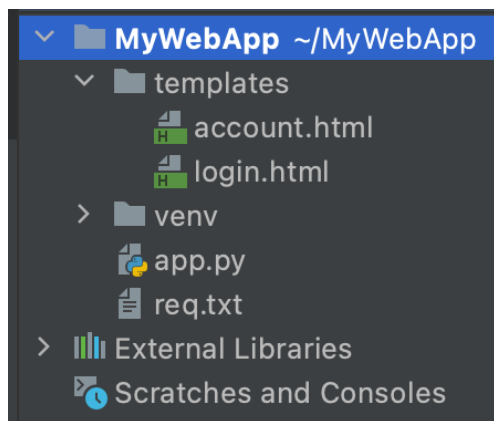 MyWebApp ~/MyWebApp
templates
H account.html
H login.html
venv
app.py
req.txt
External Libraries
Scratches and Consoles